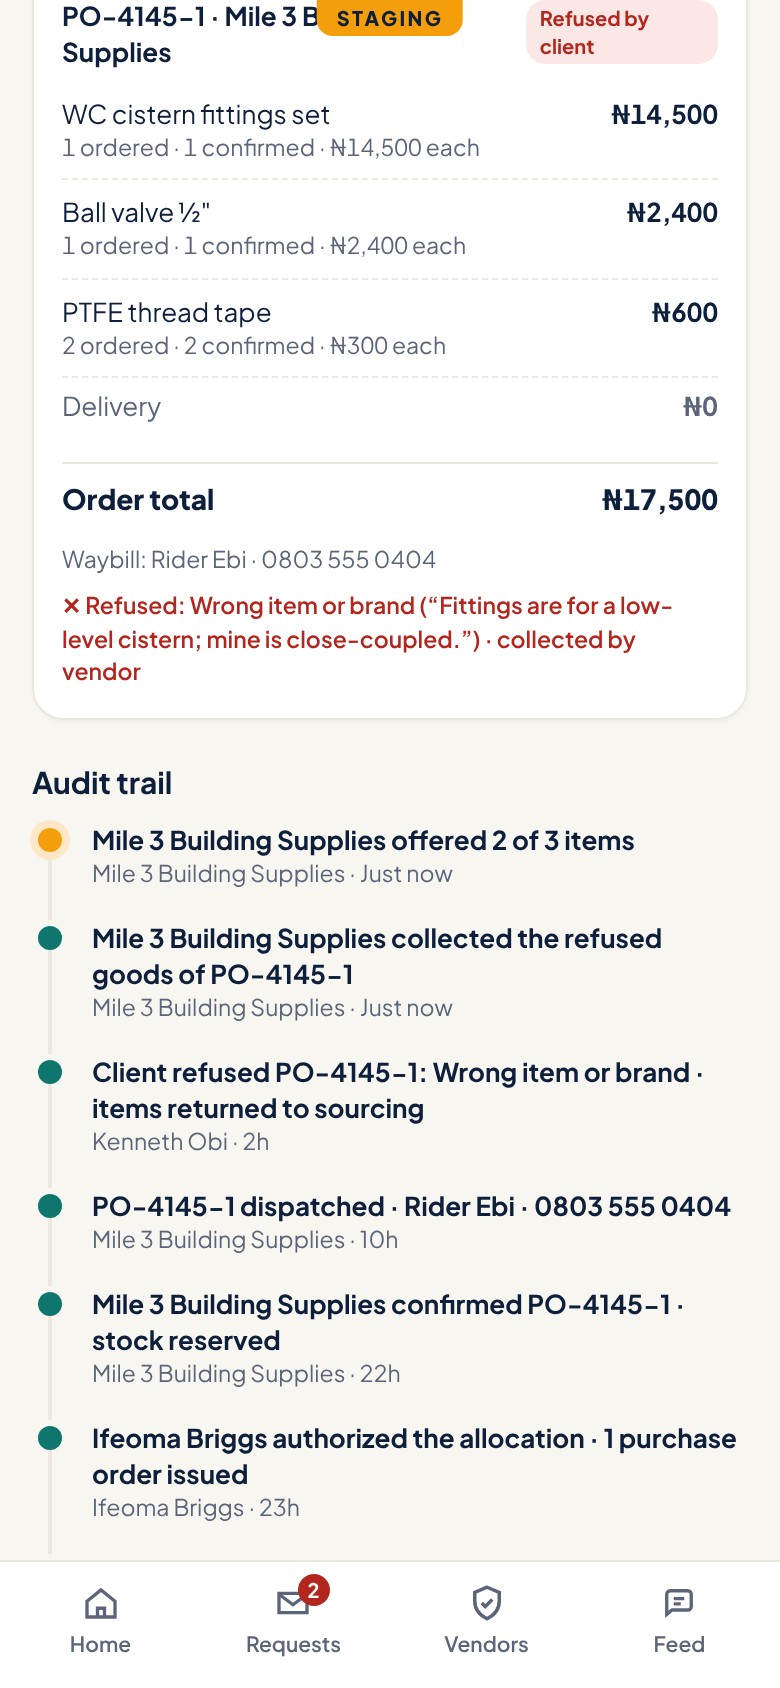 PO-4145-1 · Mile 3 B
STAGING
Refused by
client
Supplies
WC cistern fittings set
₦14,500
1 ordered · 1 confirmed · ₦14,500 each
Ball valve ½"
₦2,400
1 ordered · 1 confirmed · ₦2,400 each
PTFE thread tape
₦600
2 ordered · 2 confirmed · ₦300 each
Delivery
₦0
Order total
₦17,500
Waybill: Rider Ebi · 0803 555 0404
✕ Refused: Wrong item or brand (“Fittings are for a low-
level cistern; mine is close-coupled.”) · collected by
vendor
Audit trail
Mile 3 Building Supplies offered 2 of 3 items
Mile 3 Building Supplies · Just now
Mile 3 Building Supplies collected the refused
goods of PO-4145-1
Mile 3 Building Supplies · Just now
Client refused PO-4145-1: Wrong item or brand ·
items returned to sourcing
Kenneth Obi · 2h
PO-4145-1 dispatched · Rider Ebi · 0803 555 0404
Mile 3 Building Supplies · 10h
Mile 3 Building Supplies confirmed PO-4145-1 ·
stock reserved
Mile 3 Building Supplies · 22h
Ifeoma Briggs authorized the allocation · 1 purchase
order issued
Ifeoma Briggs · 23h
2
Home
Requests
Vendors
Feed